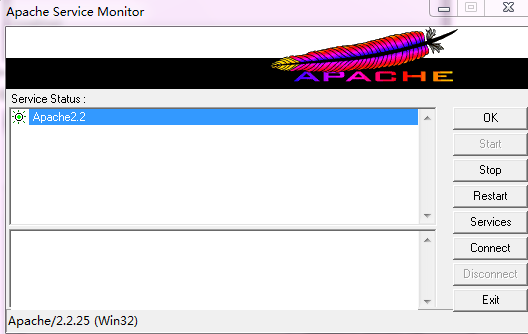 Apache Service Monitor
APACHE
Service Status :
Apache2.2
OK
Start
Stop
Restart
Services
Connect
Disconnect
Exit
Apache/2.2.25 (Win32)